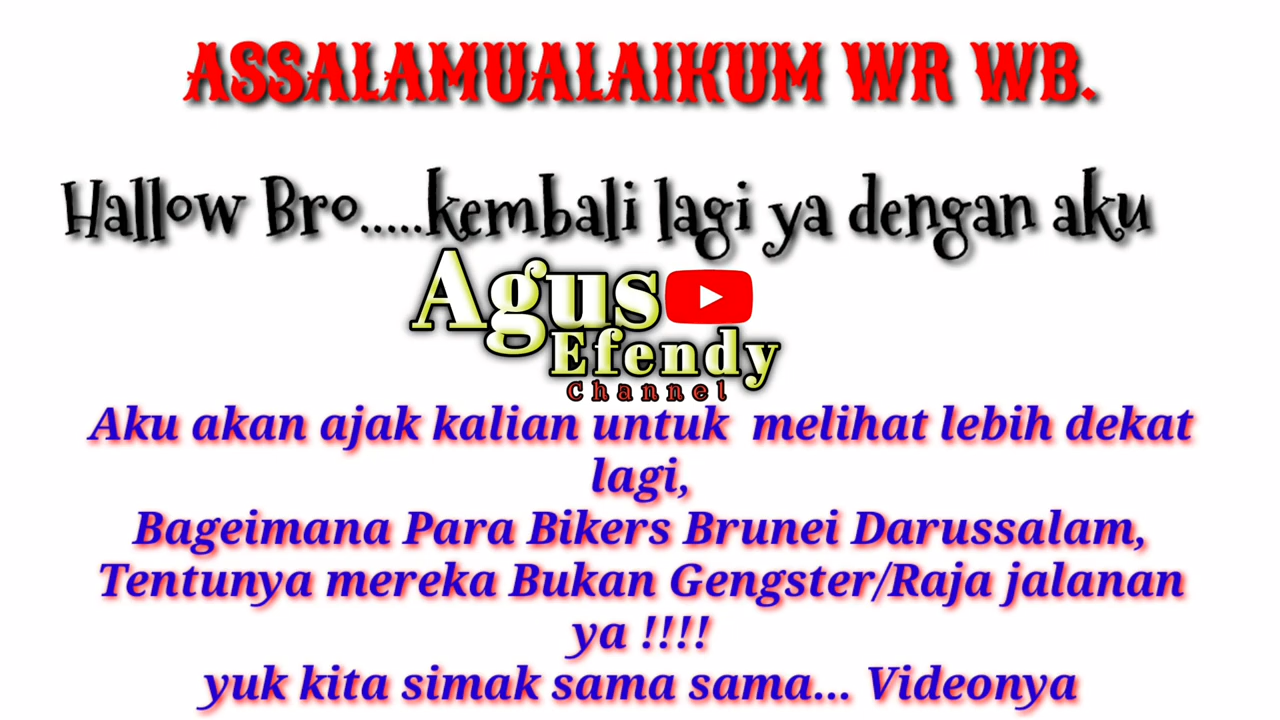 ASSALAMUALAIKUM WR WB.
Hallow Bro.....kembali lagi ya dengan aku
Agus
Efendy
Channel
Aku akan ajak kalian untuk melihat lebih dekat
lagi,
Bageimana Para Bikers Brunei Darussalam,
Tentunya mereka Bukan Gengster/Raja jalanan
ya !!!!
yuk kita simak sama sama... Videonya